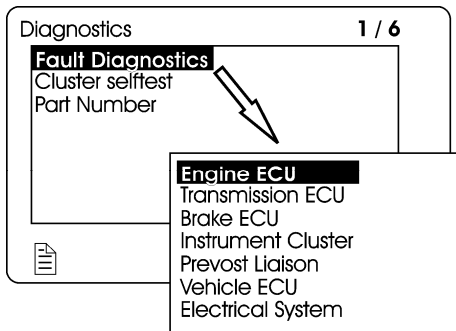 Diagnostics 1 / 6
Fault Diagnostics
Cluster selftest
Part Number
Engine ECU
Transmission ECU
Brake ECU
Instrument Cluster
Prevost Liaison
Vehicle ECU
Electrical System